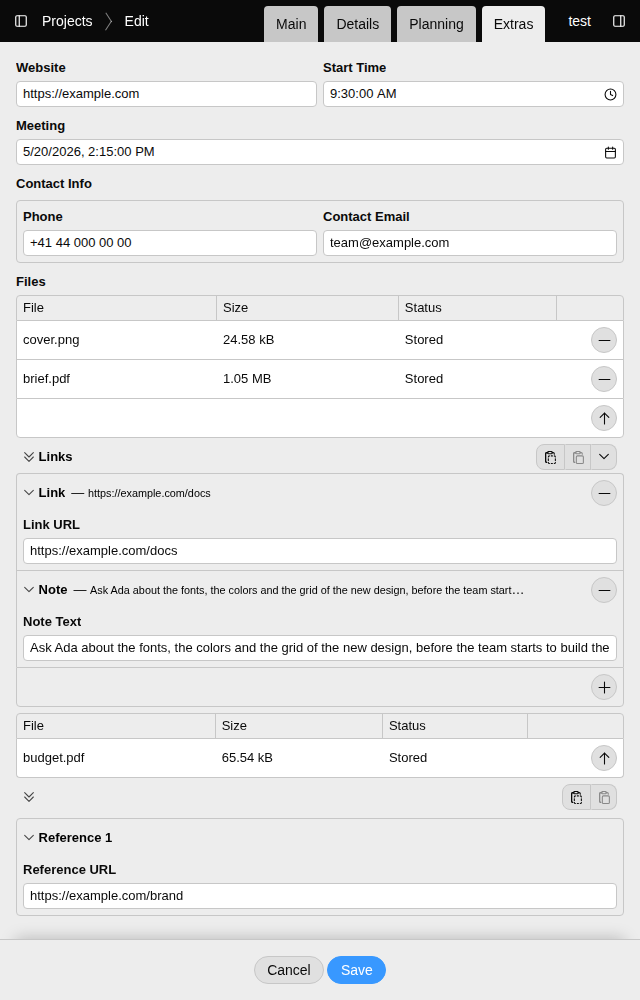 Projects Edit Main Details Planning Extras test
Website Start Time
https://example.com 9:30:00 AM
Meeting
5/20/2026, 2:15:00 PM
Contact Info
Phone Contact Email
+41 44 000 00 00 team@example.com
Files
File Size Status
cover.png 24.58 kB Stored
brief.pdf 1.05 MB Stored
Links
Link — https://example.com/docs
Link URL
https://example.com/docs
Note — Ask Ada about the fonts, the colors and the grid of the new design, before the team start…
Note Text
Ask Ada about the fonts, the colors and the grid of the new design, before the team starts to build the
File Size Status
budget.pdf 65.54 kB Stored
Reference 1
Reference URL
https://example.com/brand
Cancel Save